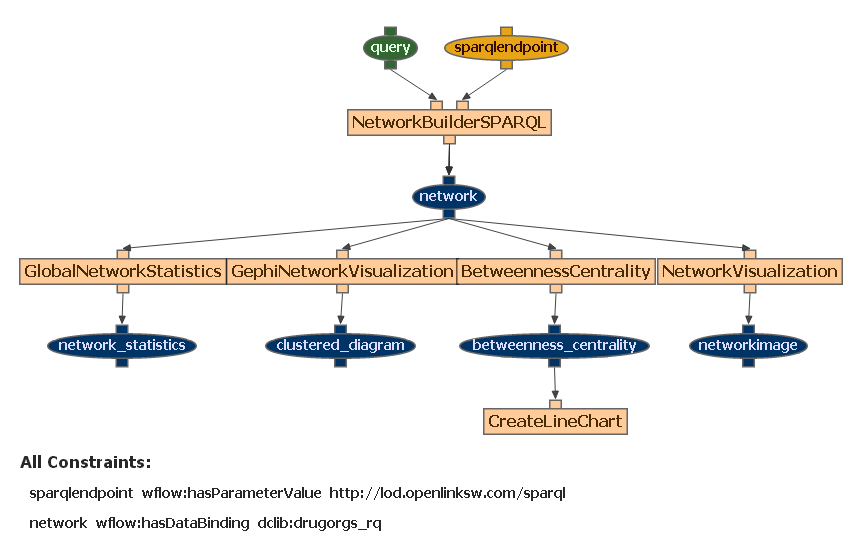 query sparqlendpoint
NetworkBuilderSPARQL
network
GlobalNetworkStatistics GephiNetworkVisualization BetweennessCentrality NetworkVisualization
network_statistics clustered_diagram betweenness_centrality networkimage
CreateLineChart
All Constraints:
sparqlendpoint wflow:hasParameterValue http://lod.openlinksw.com/sparql
network wflow:hasDataBinding dclib:drugorgs_rq